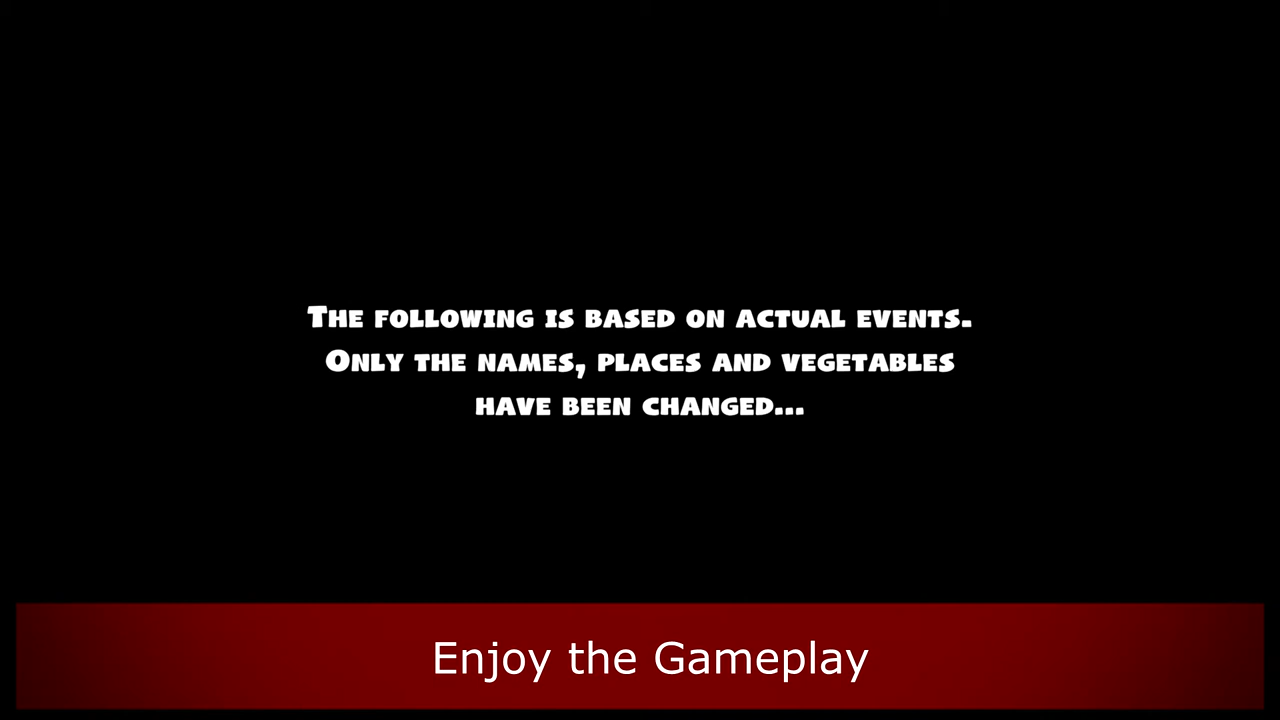 The following is based on actual events.
Only the names, places and vegetables
have been changed...
Enjoy the Gameplay